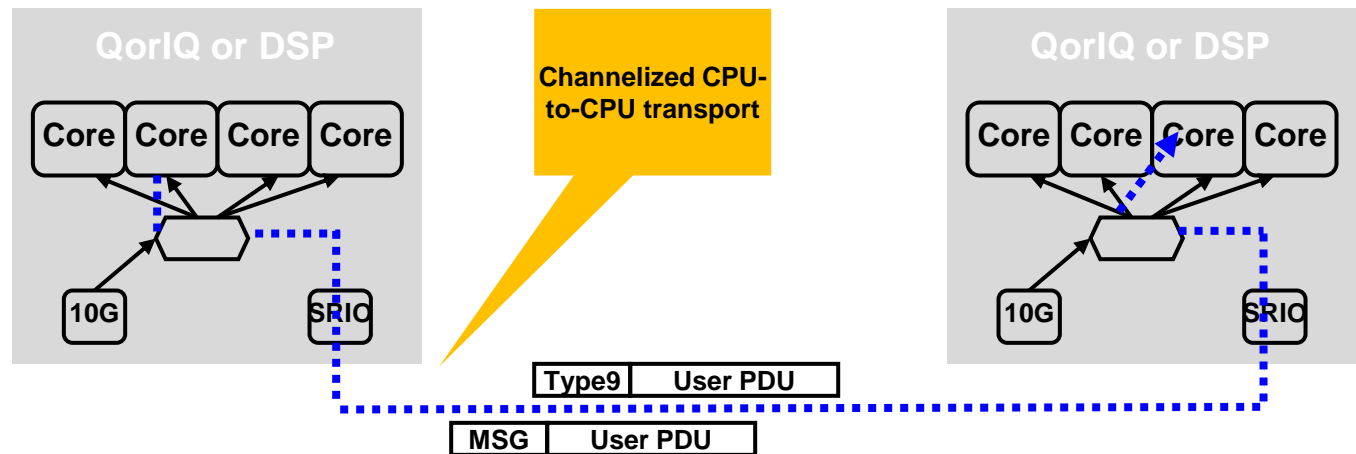 QorIQ or DSP
Core Core Core Core
10G
SRIO
Channelized CPU-
to-CPU transport
QorIQ or DSP
Core Core Core Core
10G
SRIO
Type9 User PDU
MSG User PDU